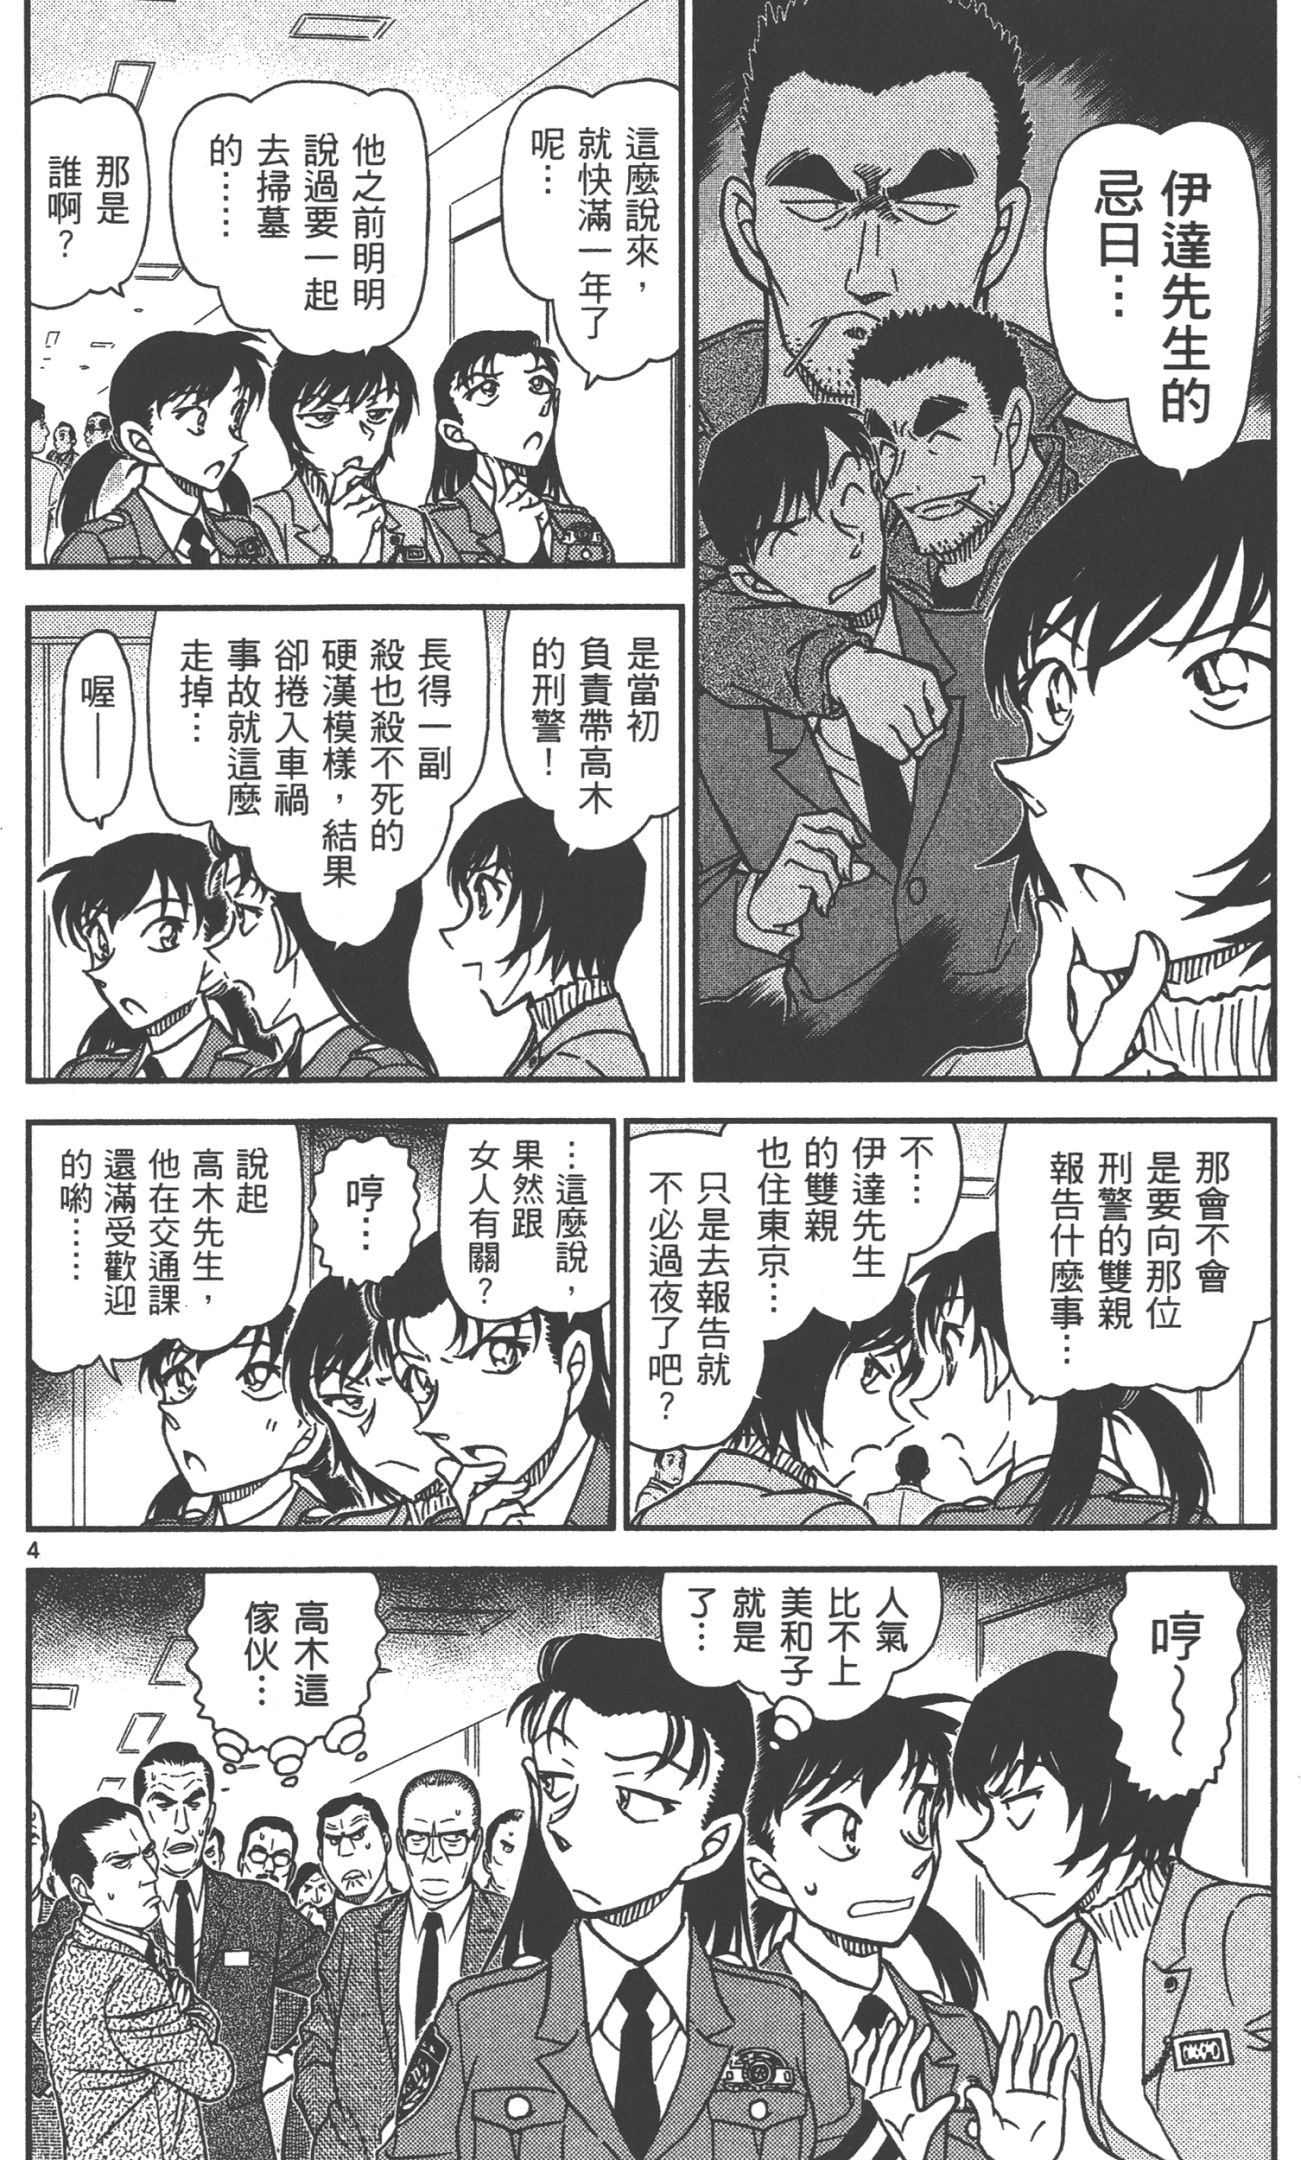 伊達先生的
忌日…
這麼說來，
就快滿一年了
呢…
他之前明明
說過要一起
去掃墓
的……
那是
誰啊？
是當初
負責帶高木
的刑警！
長得一副
殺也殺不死的
硬漢模樣，結果
卻捲入車禍
事故就這麼
走掉…
喔——
那會不會
是要向那位
刑警的雙親
報告什麼事…
不…
伊達先生
的雙親
也住東京…
只是去報告就
不必過夜了吧？
…這麼說，
果然跟
女人有關？
哼…
說起
高木先生，
他在交通課
還滿受歡迎
的喲……
4
哼～
人氣
比不上
美和子
就是
了…
高木這
傢伙…